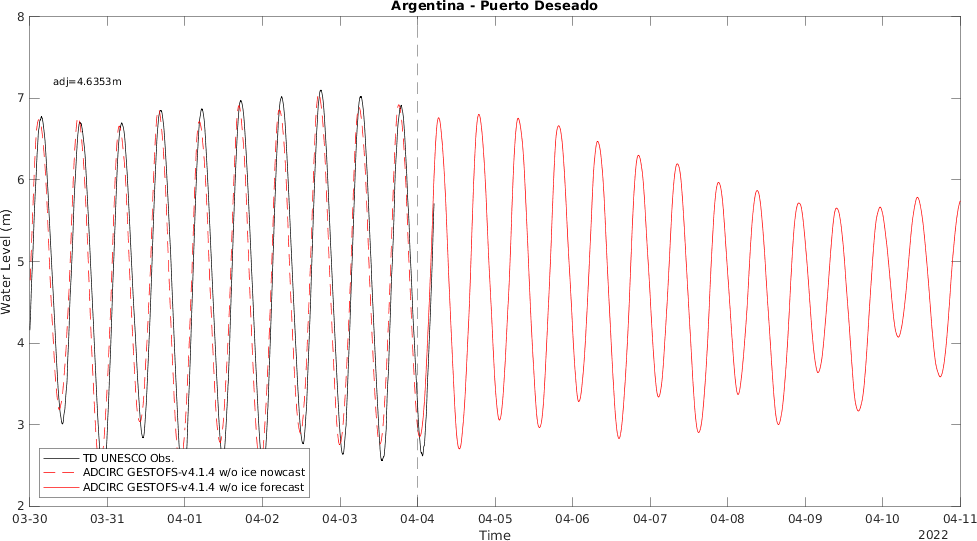 Argentina - Puerto Deseado
8
adj=4.6353m
7
6
5
4
3
2
Water Level (m)
TD UNESCO Obs.
ADCIRC GESTOFS-v4.1.4 w/o ice nowcast
ADCIRC GESTOFS-v4.1.4 w/o ice forecast
03-30 03-31 04-01 04-02 04-03 04-04 04-05 04-06 04-07 04-08 04-09 04-10 04-11
Time
2022